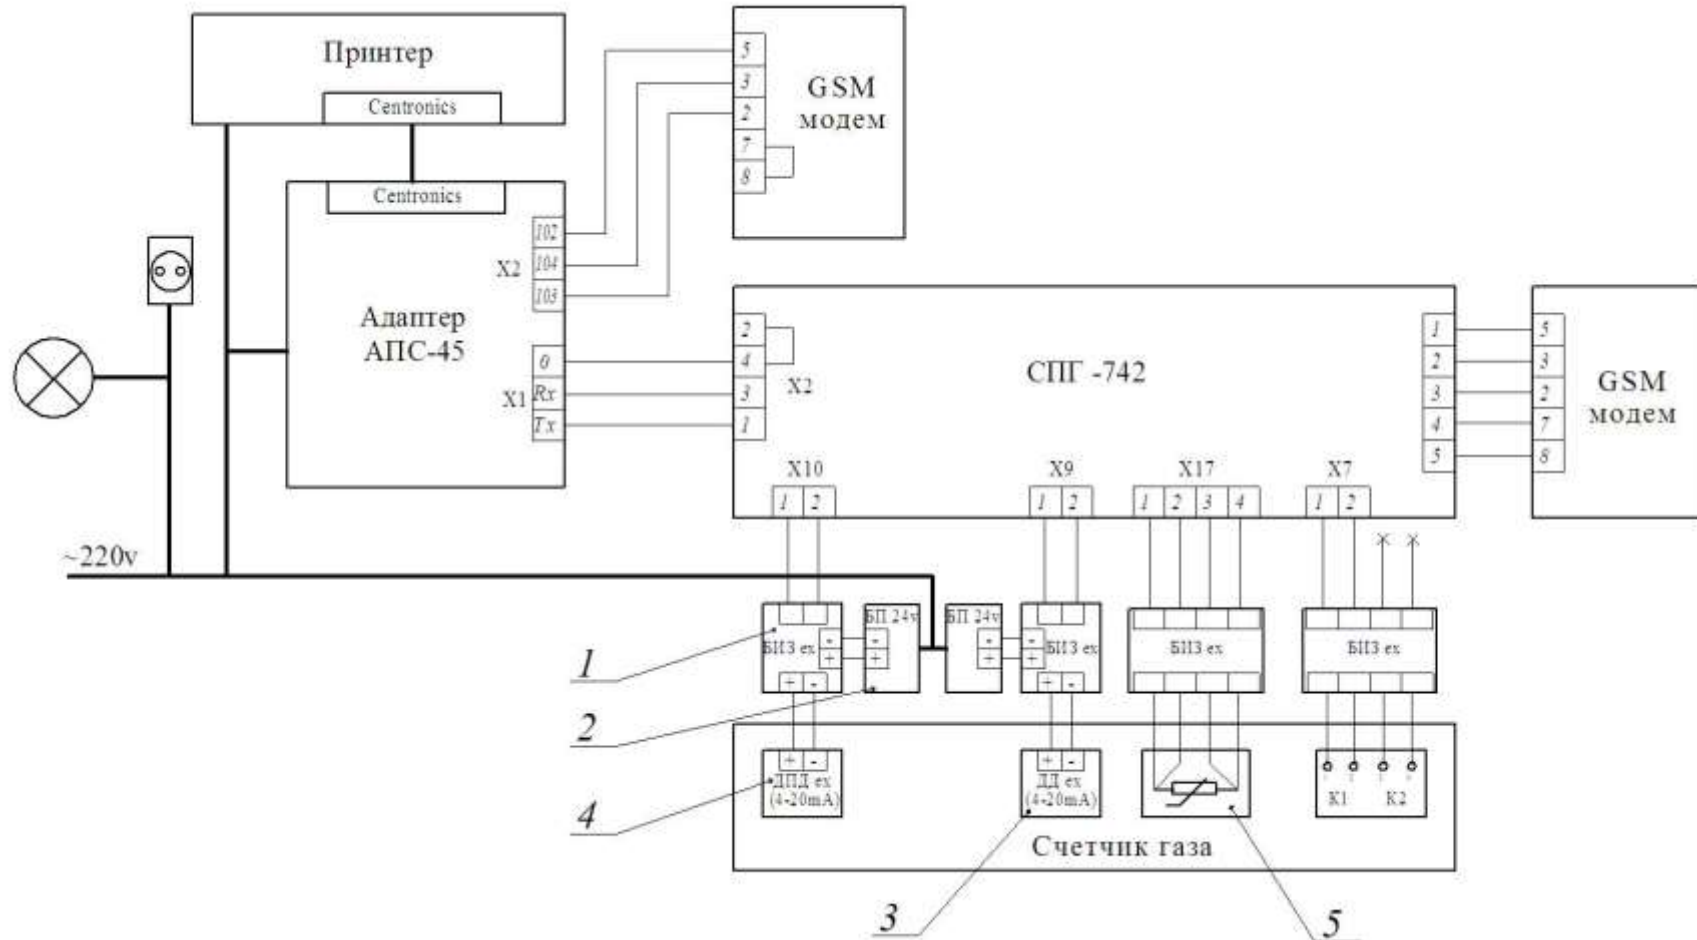 Принтер
Centronics
Centronics
102
X2
104
103
Адаптер
АПС-45
0
X1
Rx
Tx
5
3
2
7
8
GSM
модем
2
4
3
1
X2
СПГ -742
1
2
3
4
5
5
3
2
7
8
GSM
модем
X10
1 2
X9
1 2
X17
1 2 3 4
X7
1 2
~220v
БИЗ ex
- +
+ -
БП 24v
- +
БП 24v
- +
БИЗ ex
- +
+ -
БИЗ ex
БИЗ ex
1
2
+ -
ДПД ex
(4-20mA)
+ -
ДД ex
(4-20mA)
К1 К2
4
Счетчик газа
3
5